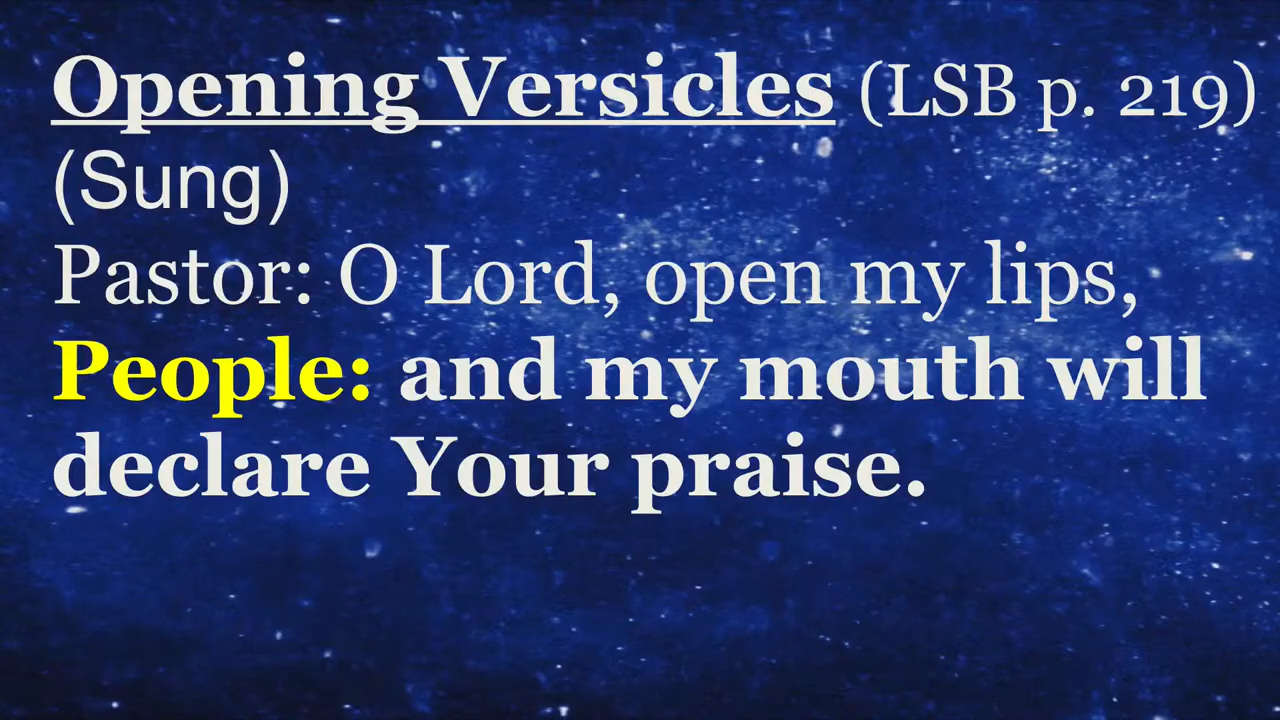 Opening Versicles (LSB p. 219)
(Sung)
Pastor: O Lord, open my lips,
People: and my mouth will
declare Your praise.